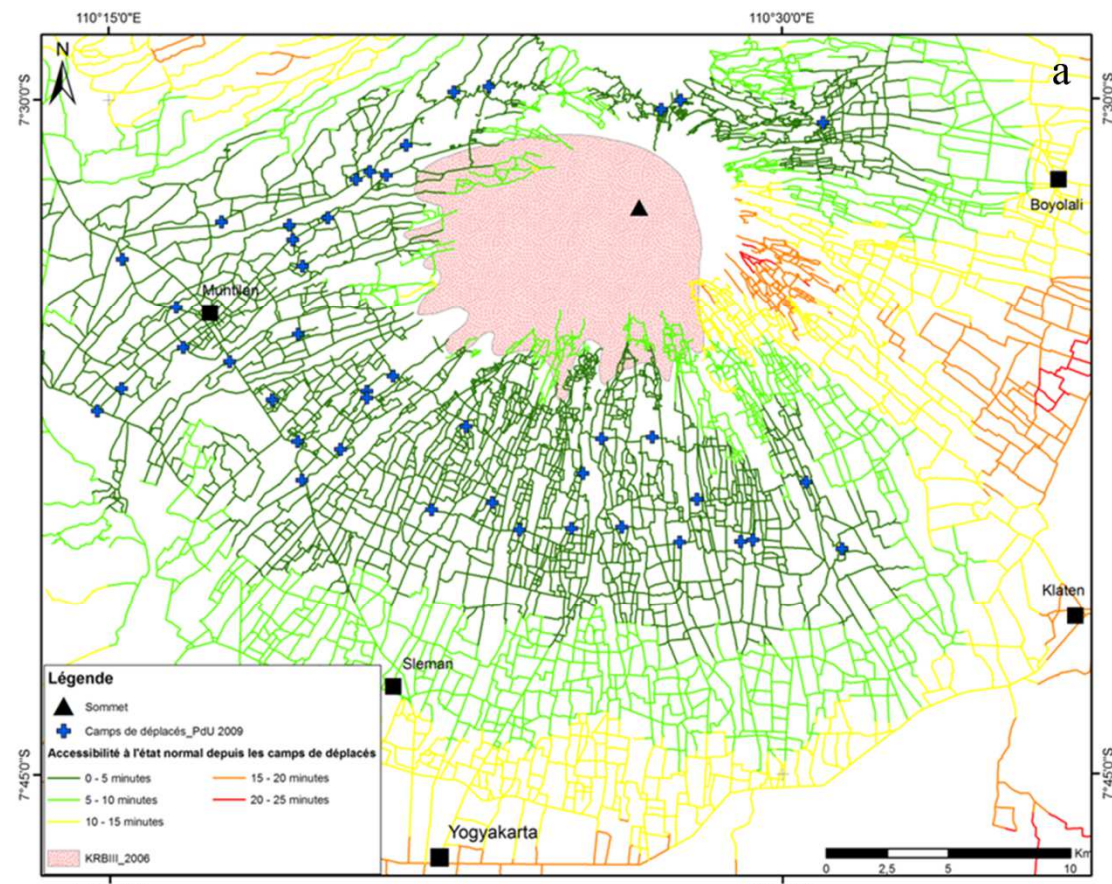 110°15'0"E
110°30'0"E
N
a
7°30'0"S
7°30'0"S
Boyolali
Muntilan
Klaten
Sleman
Légende
Sommet
Camps de déplacés_PdU 2009
Accessibilité à l'état normal depuis les camps de déplacés
0 - 5 minutes
15 - 20 minutes
5 - 10 minutes
20 - 25 minutes
10 - 15 minutes
KRBIII_2006
7°45'0"S
7°45'0"S
Yogyakarta
Km
0 2,5 5 10